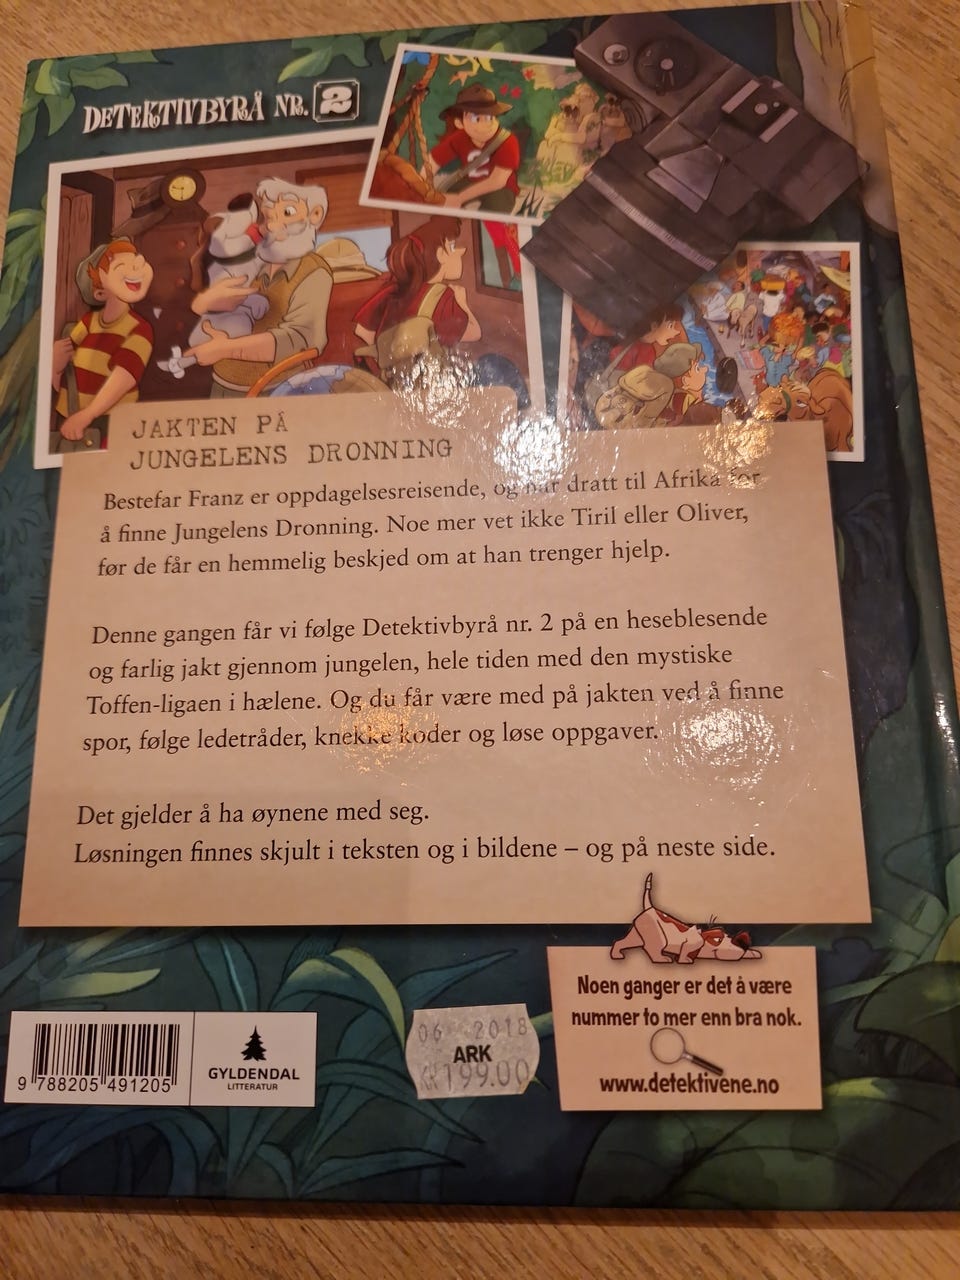 DETEKTIVBYRÅ NR. 2
JAKTEN PÅ
JUNGELENS DRONNING
Bestefar Franz er oppdagelsesreisende, og har dratt til Afrika for
å finne Jungelens Dronning. Noe mer vet ikke Tiril eller Oliver,
før de får en hemmelig beskjed om at han trenger hjelp.
Denne gangen får vi følge Detektivbyrå nr. 2 på en heseblesende
og farlig jakt gjennom jungelen, hele tiden med den mystiske
Toffen-ligaen i hælene. Og du får være med på jakten ved å finne
spor, følge ledetråder, knekke koder og løse oppgaver.
Det gjelder å ha øynene med seg.
Løsningen finnes skjult i teksten og i bildene – og på neste side.
Noen ganger er det å være
nummer to mer enn bra nok.
www.detektivene.no
9 788205 491205
GYLDENDAL
LITTERATUR
06 2018
ARK
KR199.00